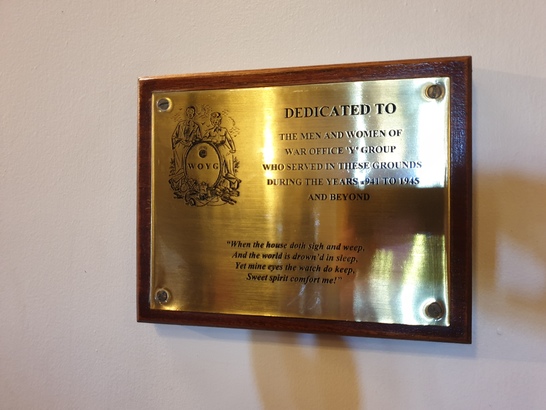 DEDICATED TO
THE MEN AND WOMEN OF
WAR OFFICE 'Y' GROUP
WHO SERVED IN THESE GROUNDS
DURING THE YEARS 1941 TO 1945
AND BEYOND
W O Y G
"When the house doth sigh and weep,
And the world is drown'd in sleep,
Yet mine eyes the watch do keep,
Sweet spirit comfort me!"